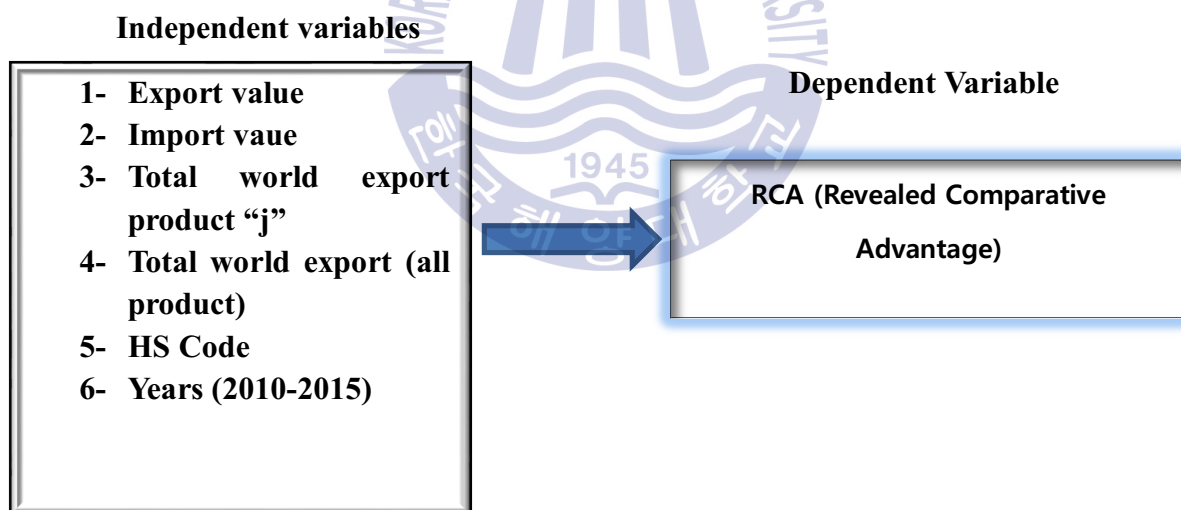 Independent variables
1- Export value
2- Import vaue
3- Total world export
product “j”
4- Total world export (all
product)
5- HS Code
6- Years (2010-2015)
Dependent Variable
RCA (Revealed Comparative
Advantage)
1945